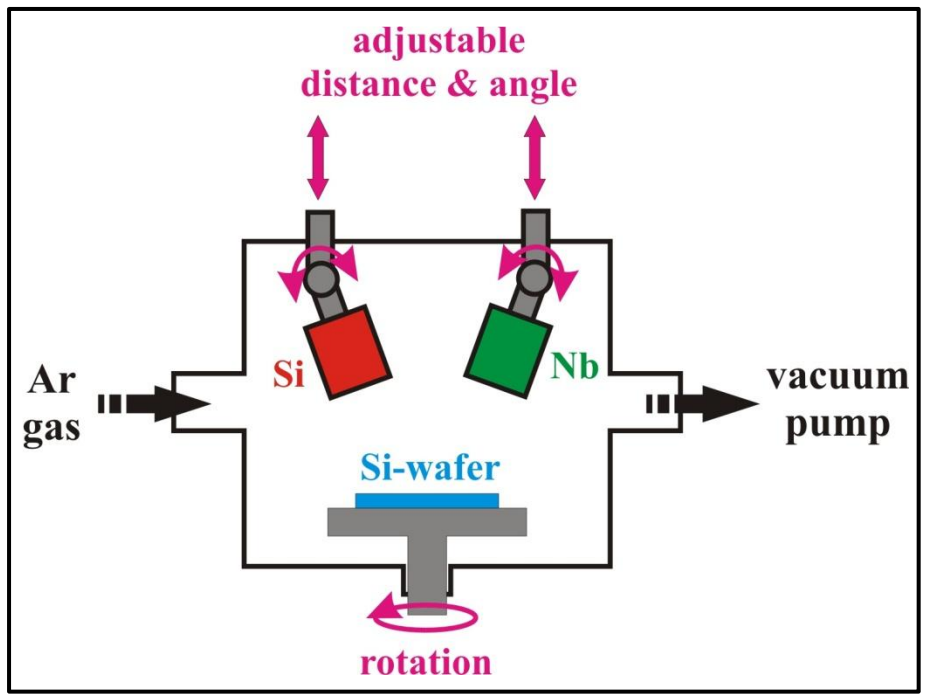 adjustable
distance & angle
Si
Nb
Ar
gas
vacuum
pump
Si-wafer
rotation